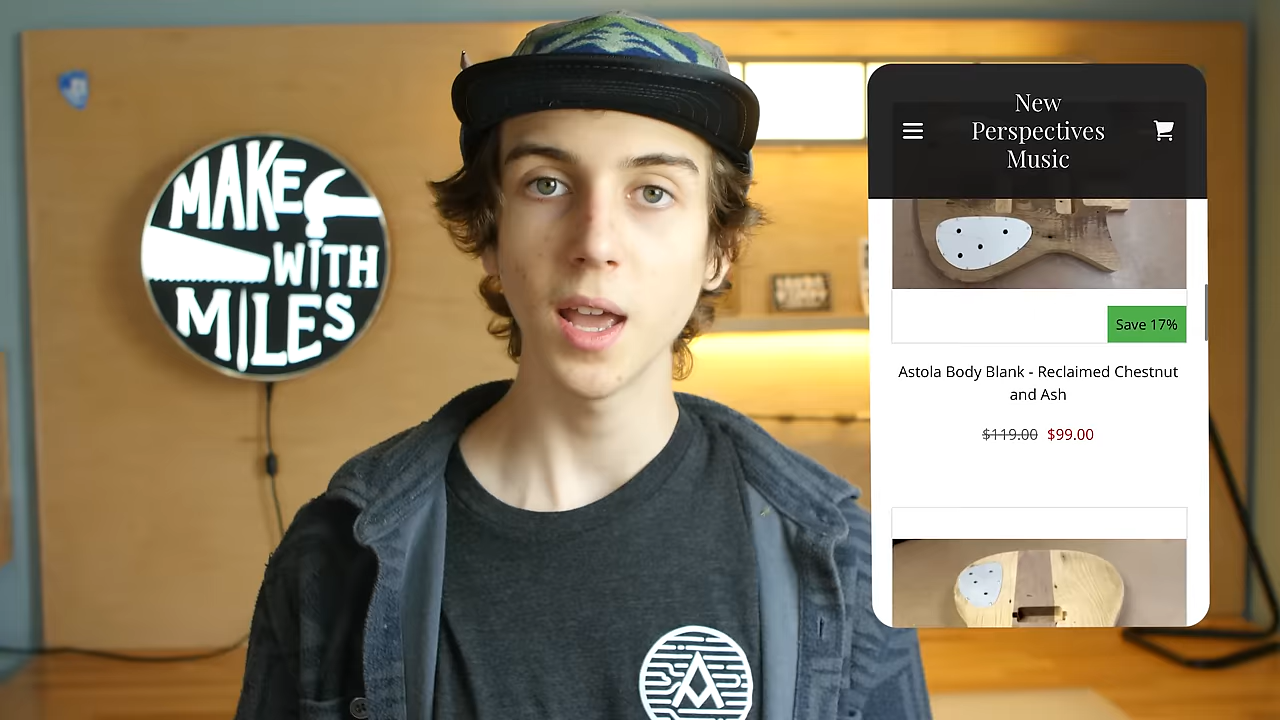 MAKE
WITH
MILES
New
Perspectives
Music
Save 17%
Astola Body Blank - Reclaimed Chestnut
and Ash
$119.00 $99.00